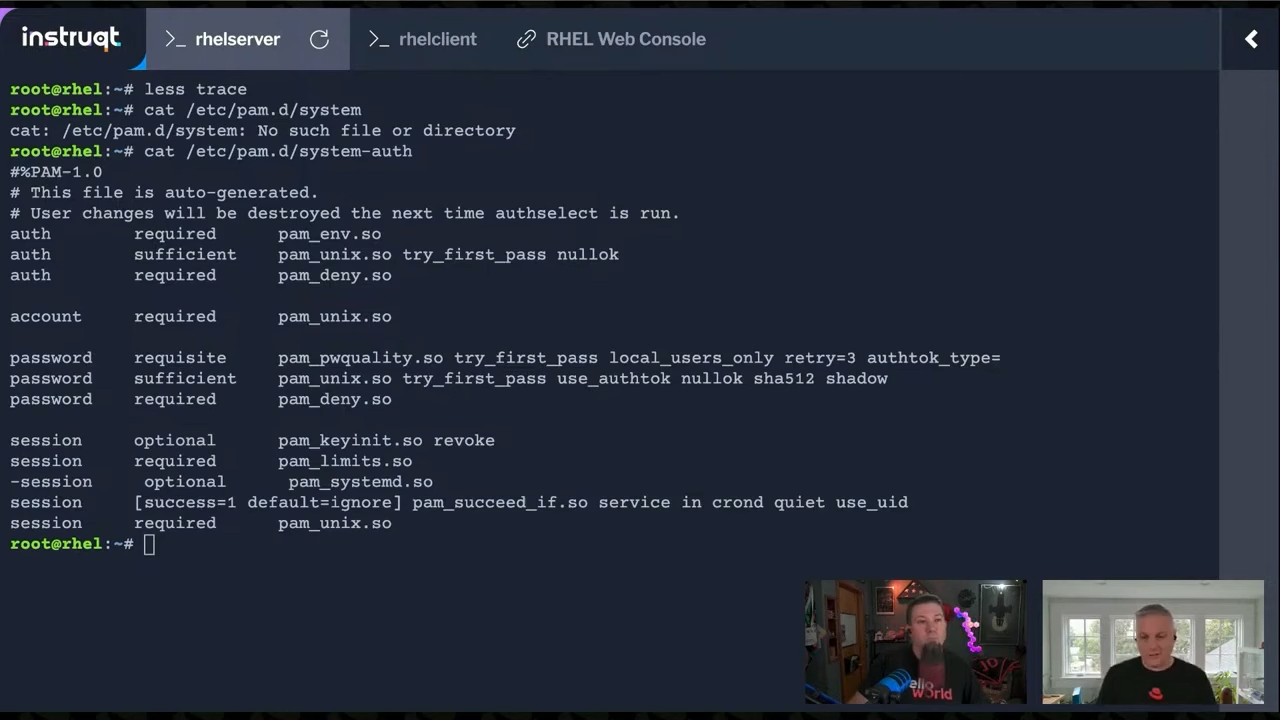 instruqt >_ rhelserver >_ rhelclient RHEL Web Console
root@rhel:~# less trace
root@rhel:~# cat /etc/pam.d/system
cat: /etc/pam.d/system: No such file or directory
root@rhel:~# cat /etc/pam.d/system-auth
#%PAM-1.0
# This file is auto-generated.
# User changes will be destroyed the next time authselect is run.
auth        required      pam_env.so
auth        sufficient    pam_unix.so try_first_pass nullok
auth        required      pam_deny.so
account     required      pam_unix.so
password    requisite     pam_pwquality.so try_first_pass local_users_only retry=3 authtok_type=
password    sufficient    pam_unix.so try_first_pass use_authtok nullok sha512 shadow
password    required      pam_deny.so
session     optional      pam_keyinit.so revoke
session     required      pam_limits.so
-session     optional      pam_systemd.so
session     [success=1 default=ignore] pam_succeed_if.so service in crond quiet use_uid
session     required      pam_unix.so
root@rhel:~#
World